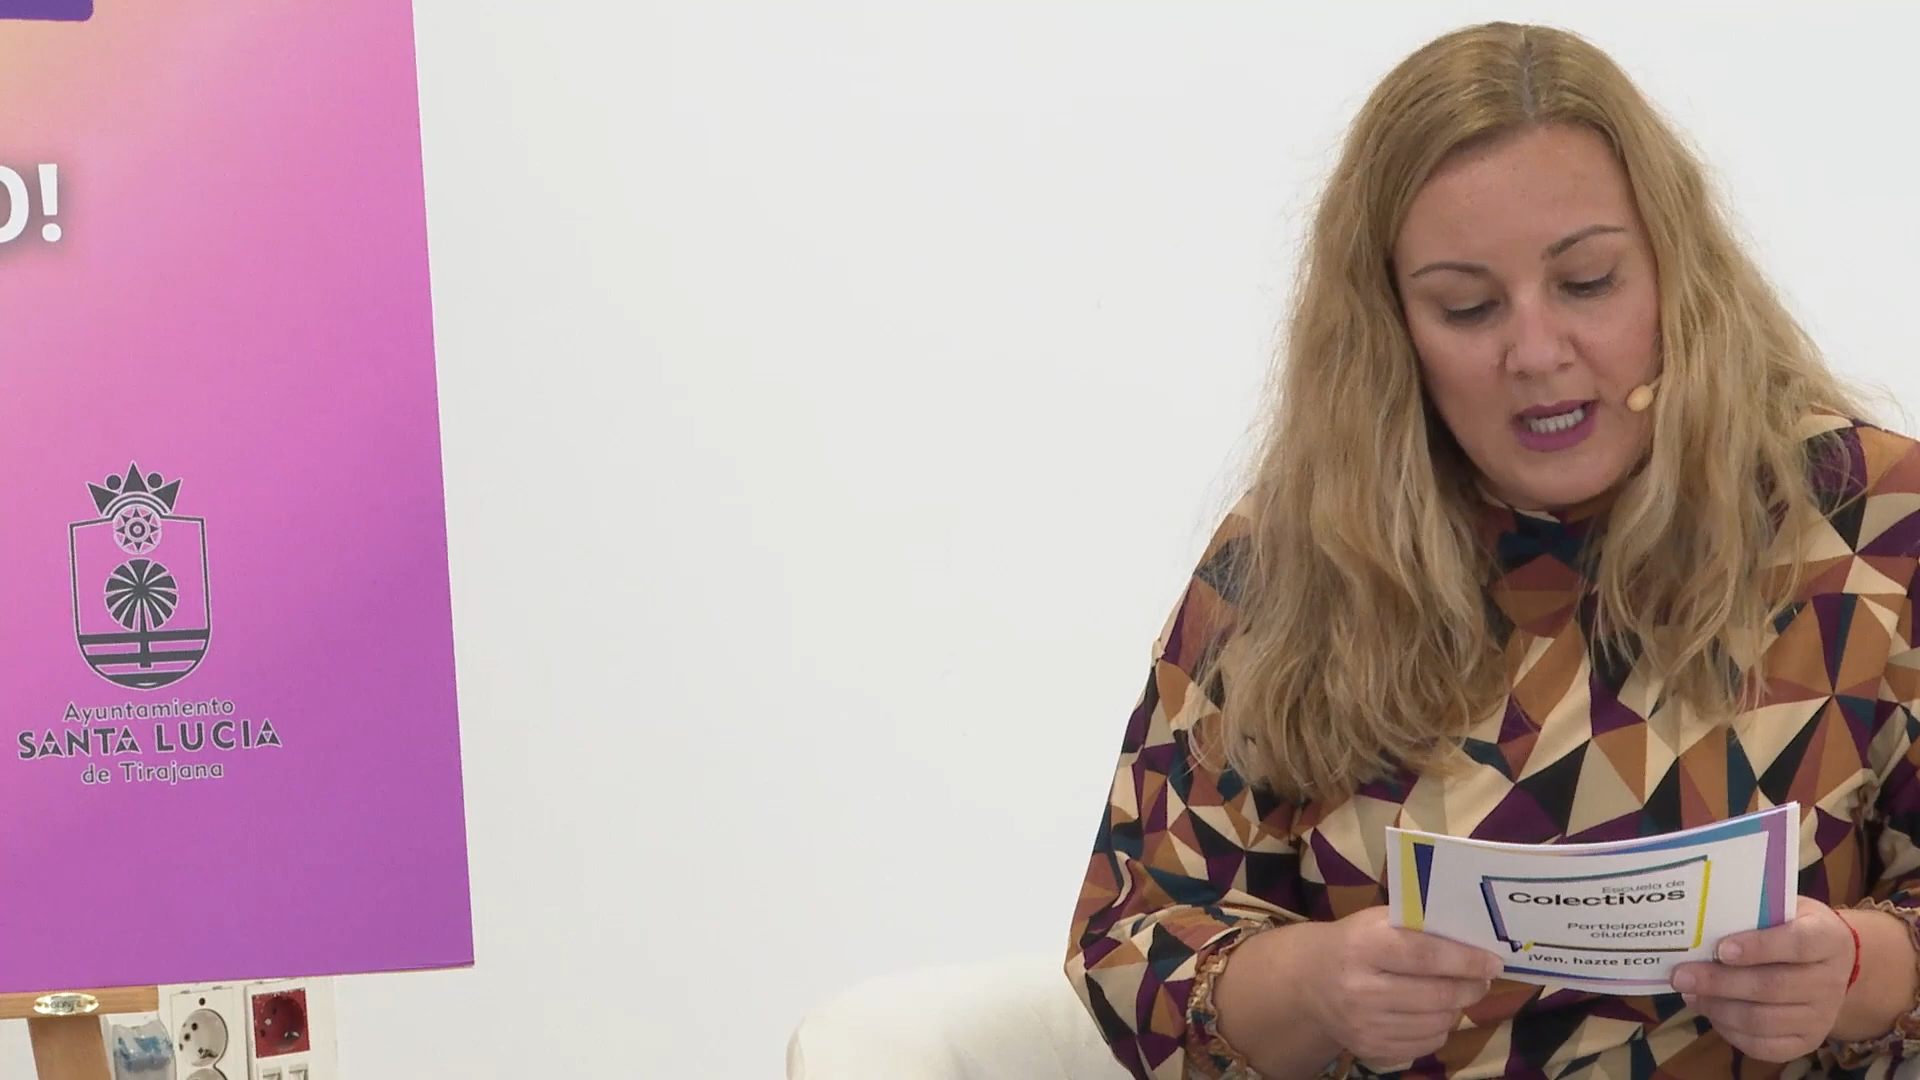 O!
Ayuntamiento
SANTA LUCIA
de Tirajana
Escuela de
Colectivos
Participación
ciudadana
¡Ven, hazte ECO!